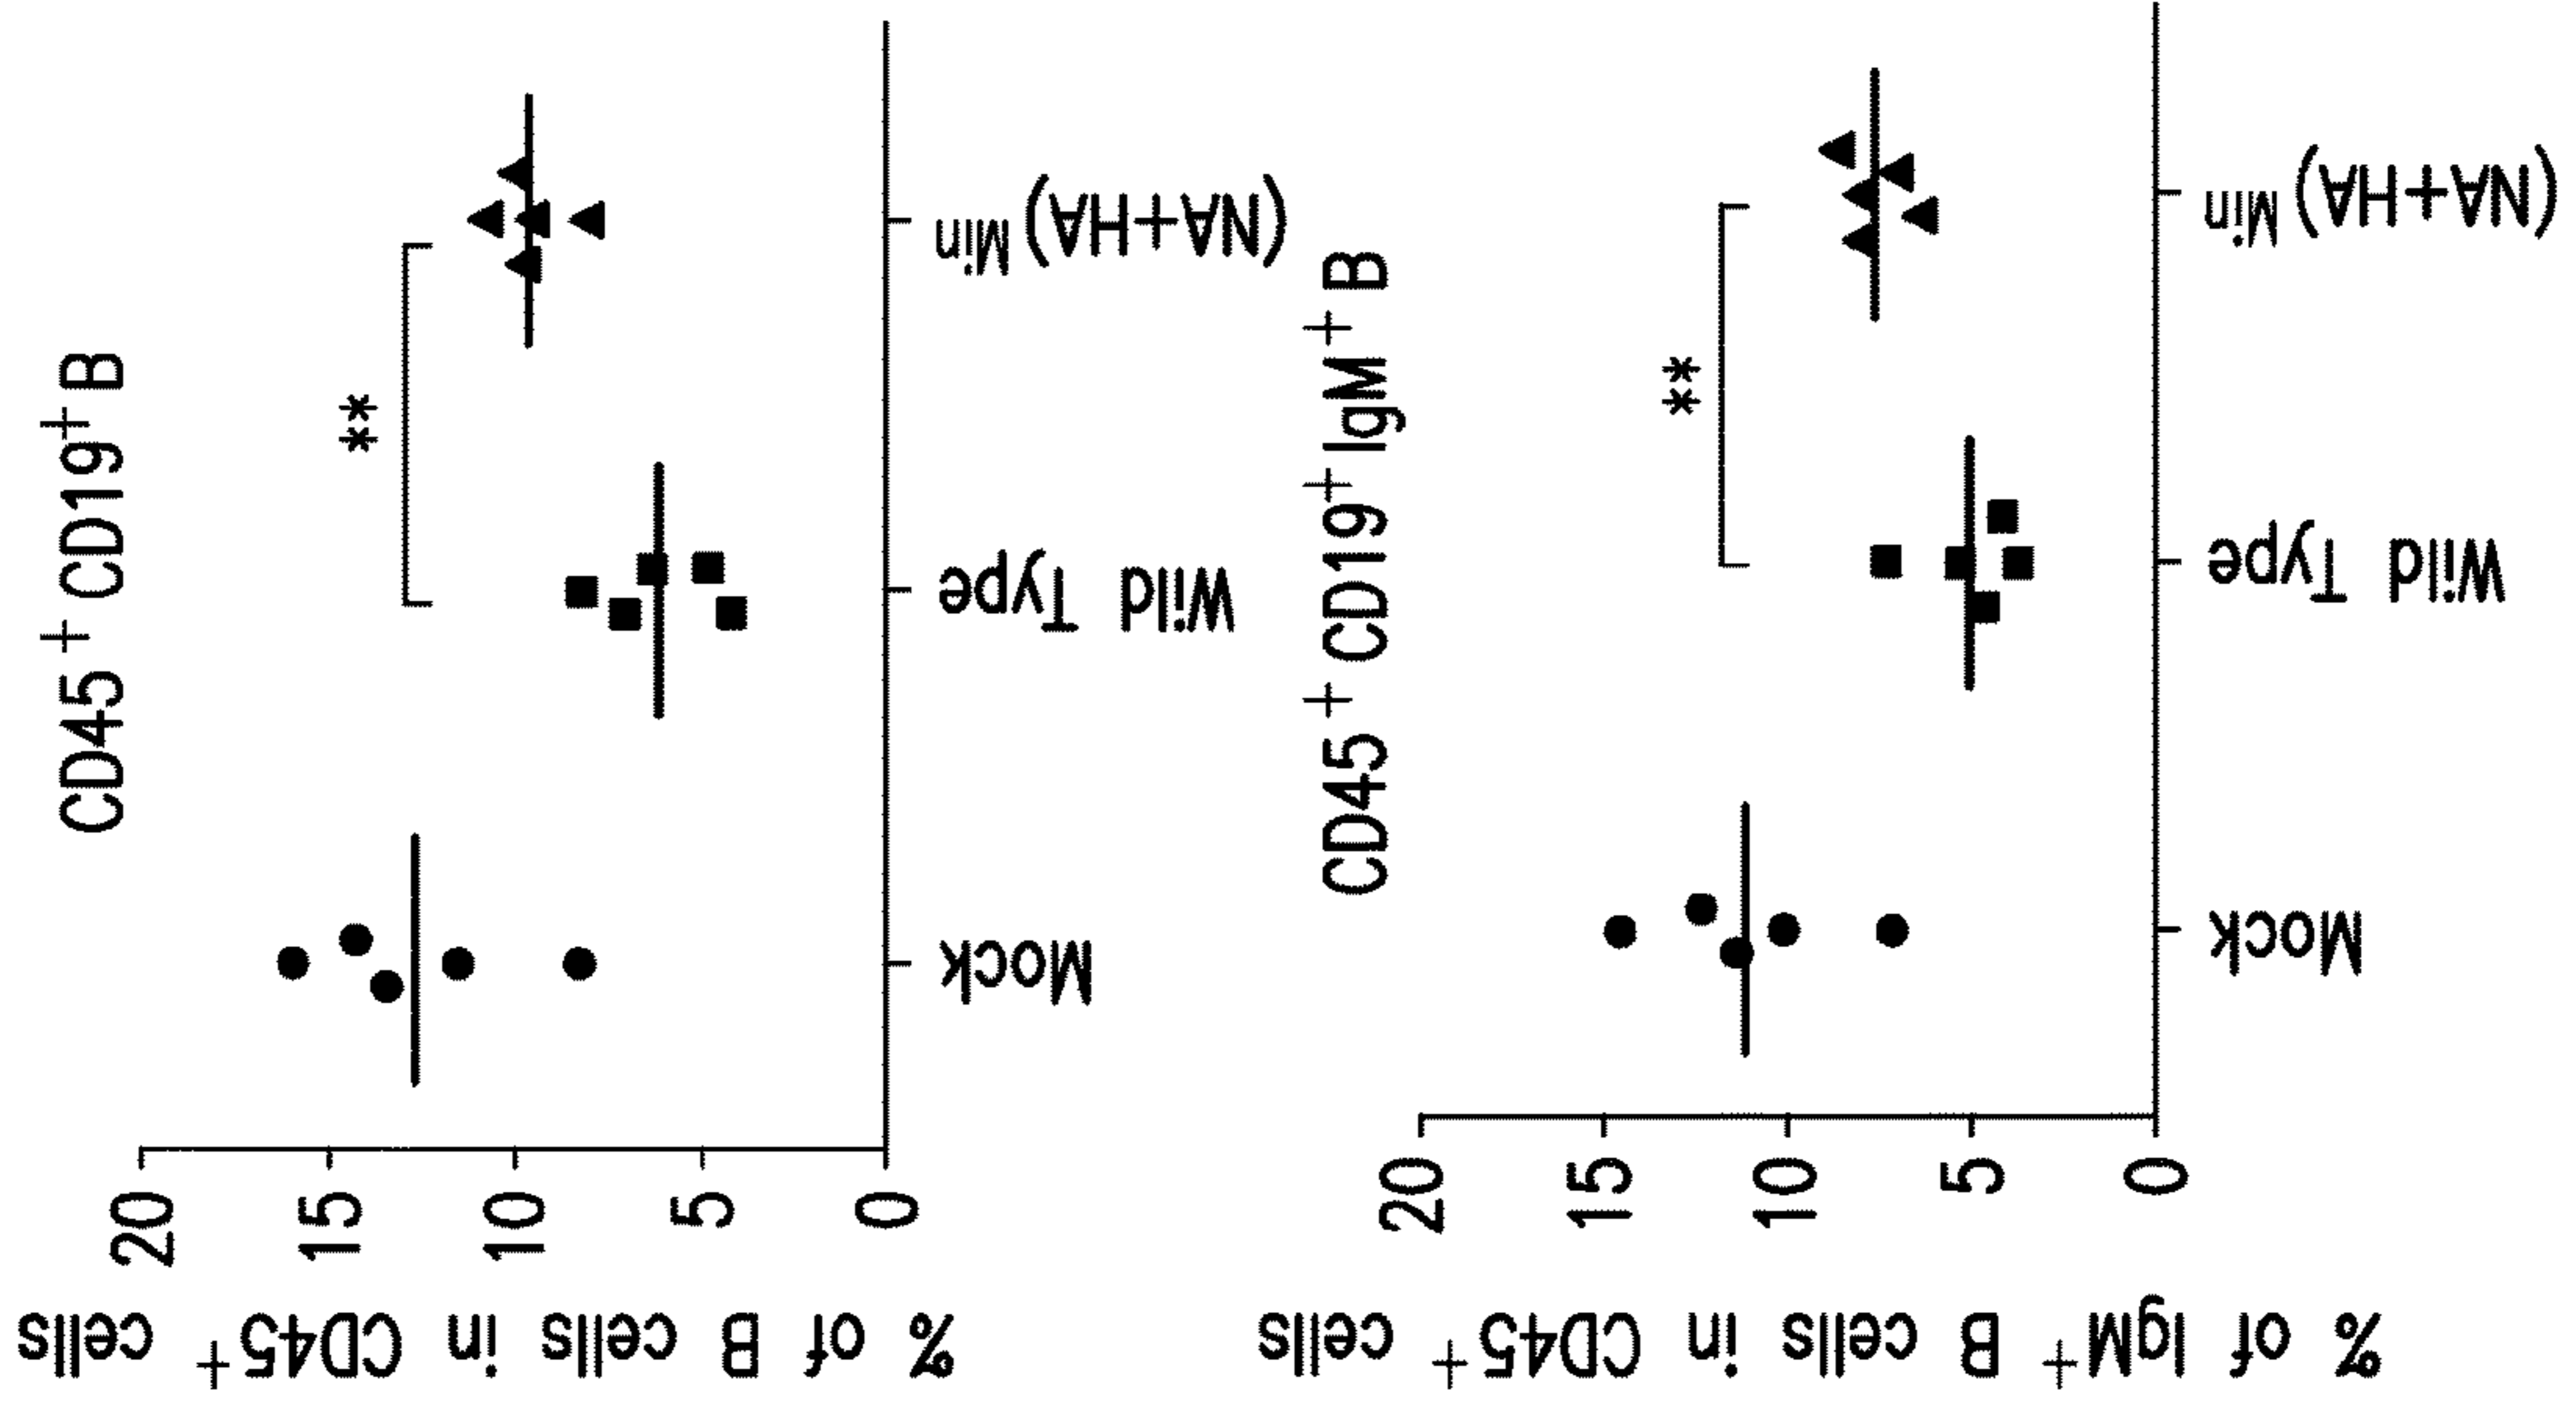 CD45⁺ CD19⁺ B
% of B cells in CD45⁺ cells
20
15
10
5
0
**
Mock
Wild Type
(NA+HA) Min
CD45⁺ CD19⁺ IgM⁺ B
% of IgM⁺ B cells in CD45⁺ cells
20
15
10
5
0
**
Mock
Wild Type
(NA+HA) Min